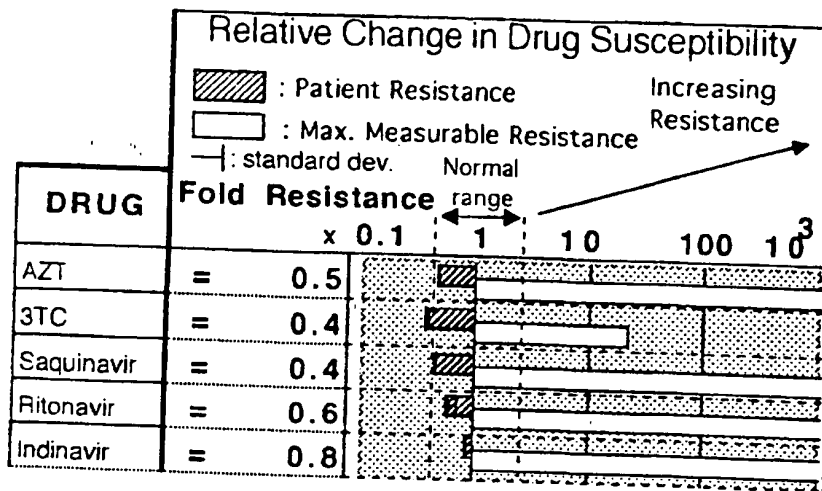 Relative Change in Drug Susceptibility
: Patient Resistance
Increasing
Resistance
: Max. Measurable Resistance
: standard dev.
Normal
range
DRUG
Fold Resistance
x 0.1 1 10 100 10³
AZT = 0.5
3TC = 0.4
Saquinavir = 0.4
Ritonavir = 0.6
Indinavir = 0.8